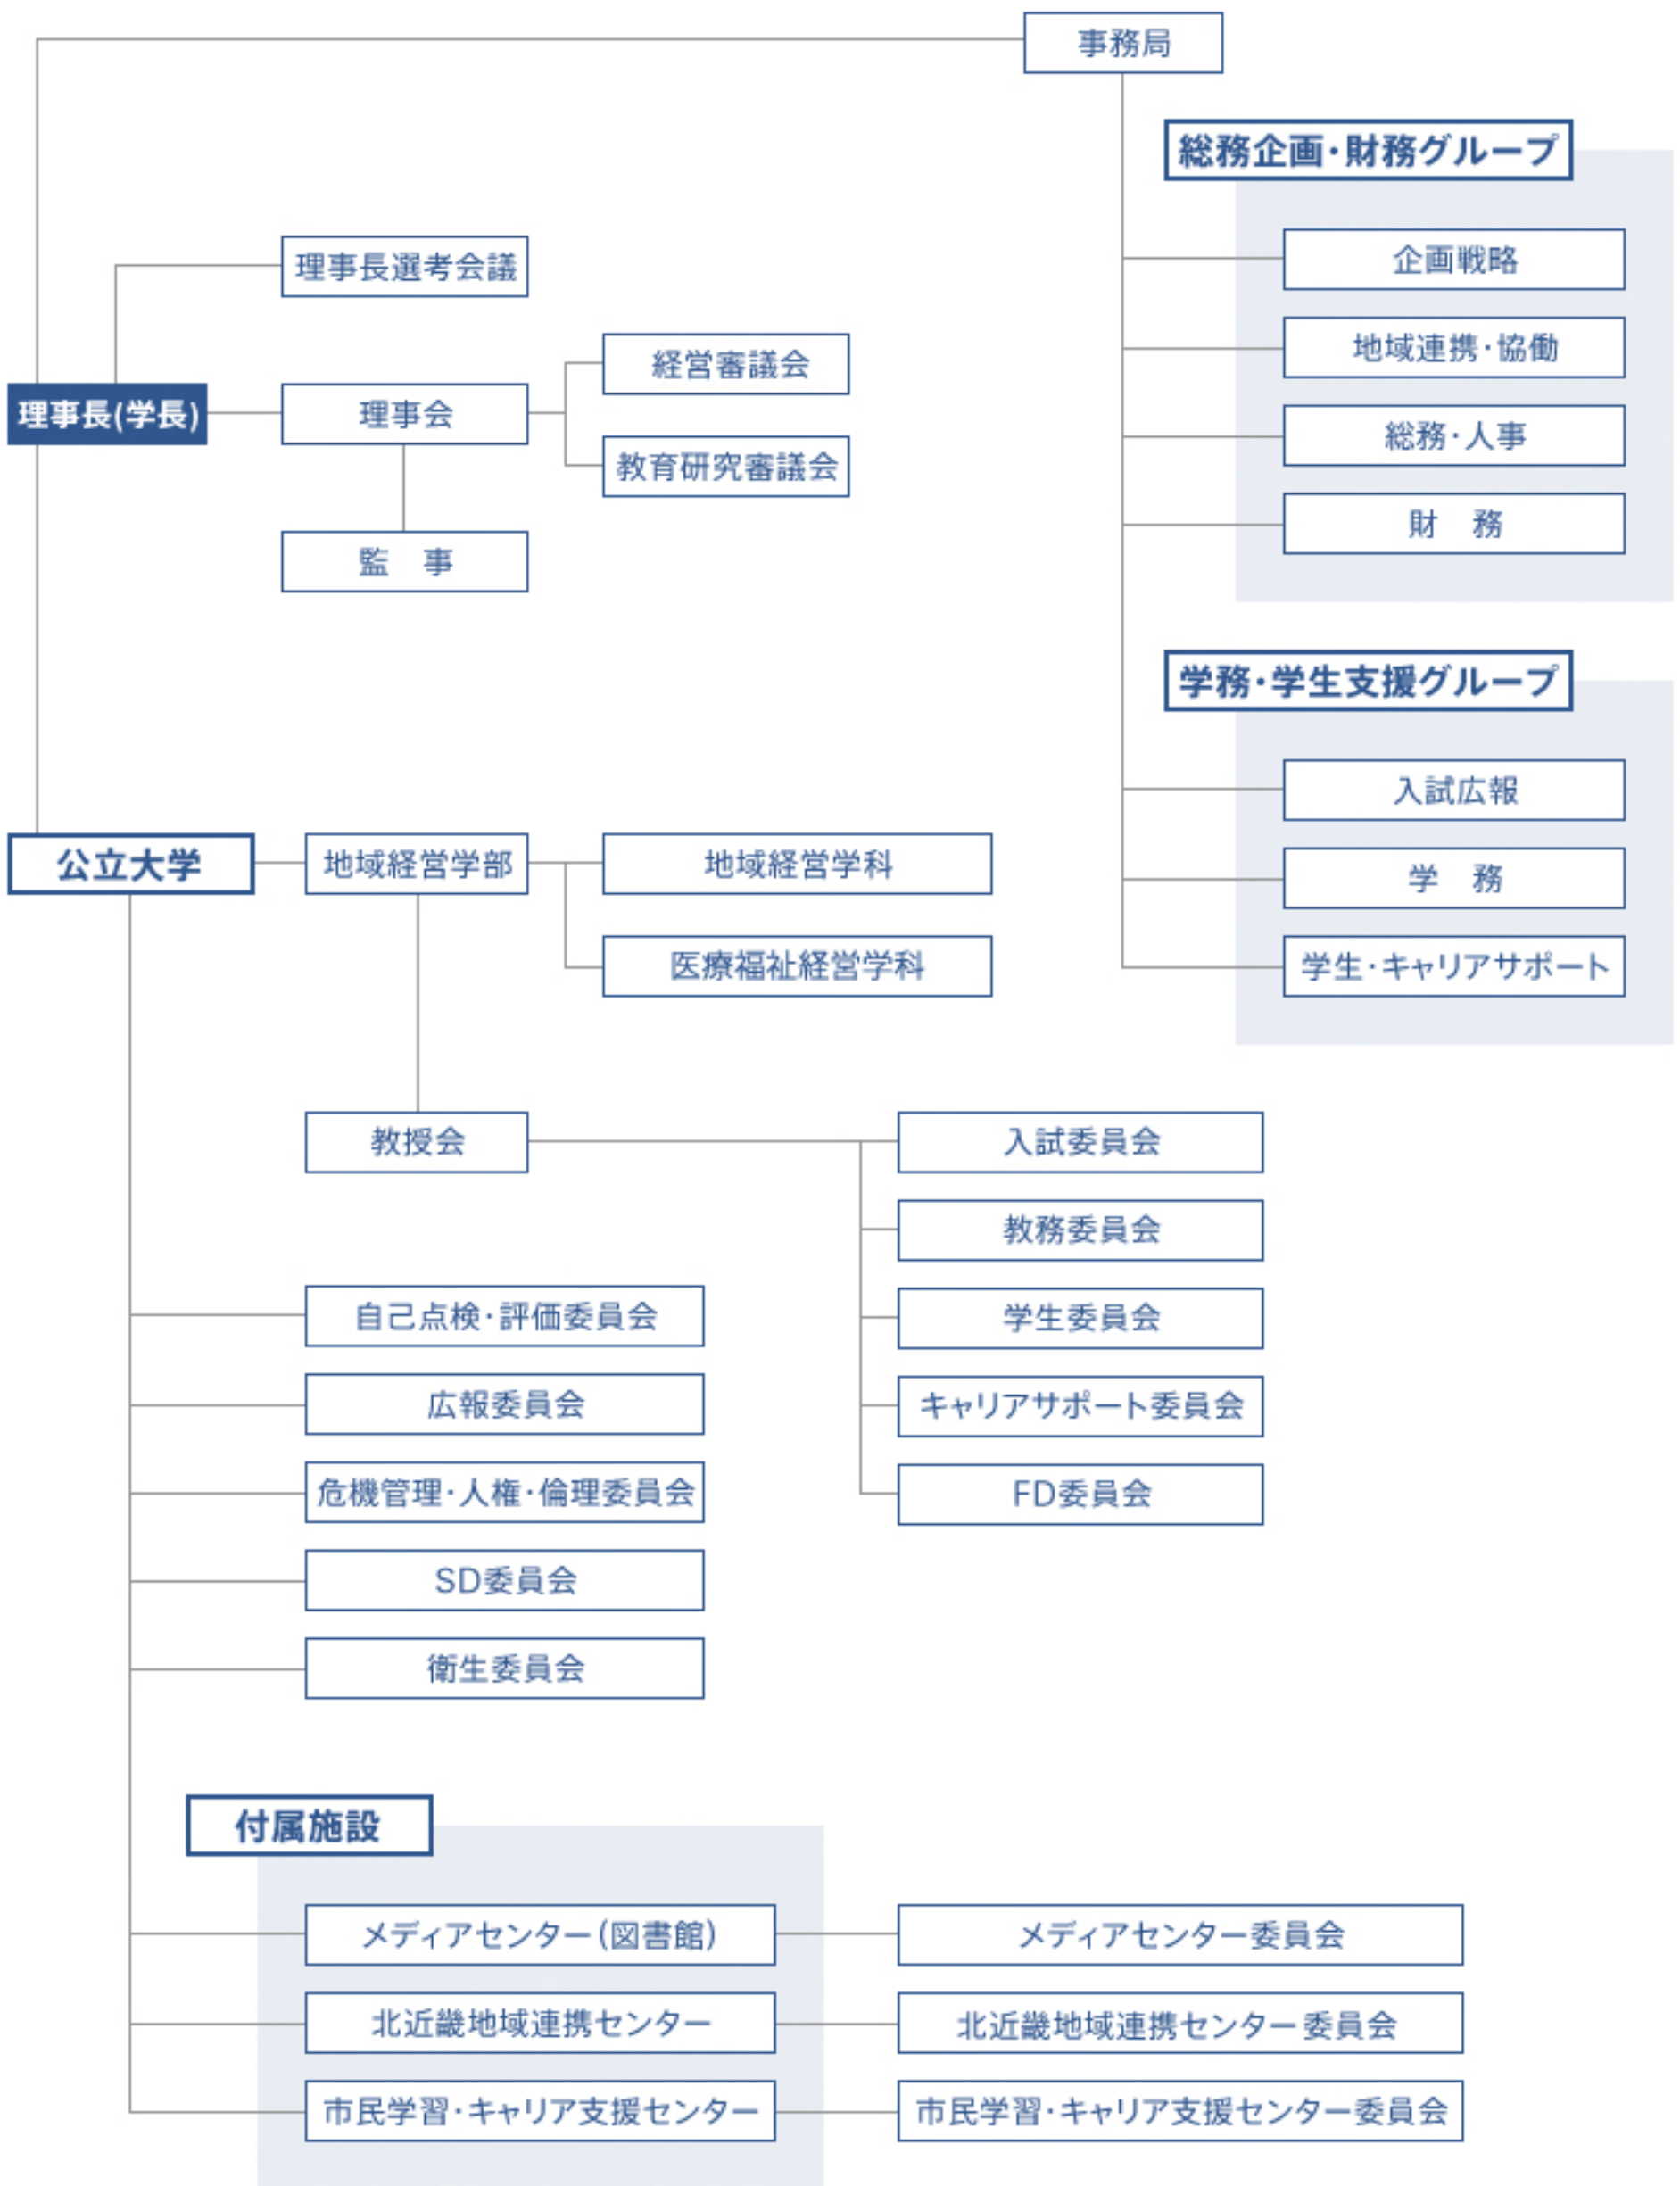 事務局
総務企画・財務グループ
企画戦略
地域連携・協働
総務・人事
財　務
学務・学生支援グループ
入試広報
学　務
学生・キャリアサポート
理事長選考会議
理事長(学長)
理事会
経営審議会
教育研究審議会
監　事
公立大学
地域経営学部
地域経営学科
医療福祉経営学科
教授会
入試委員会
教務委員会
学生委員会
キャリアサポート委員会
FD委員会
自己点検・評価委員会
広報委員会
危機管理・人権・倫理委員会
SD委員会
衛生委員会
付属施設
メディアセンター(図書館)
メディアセンター委員会
北近畿地域連携センター
北近畿地域連携センター 委員会
市民学習・キャリア支援センター
市民学習・キャリア支援センター委員会